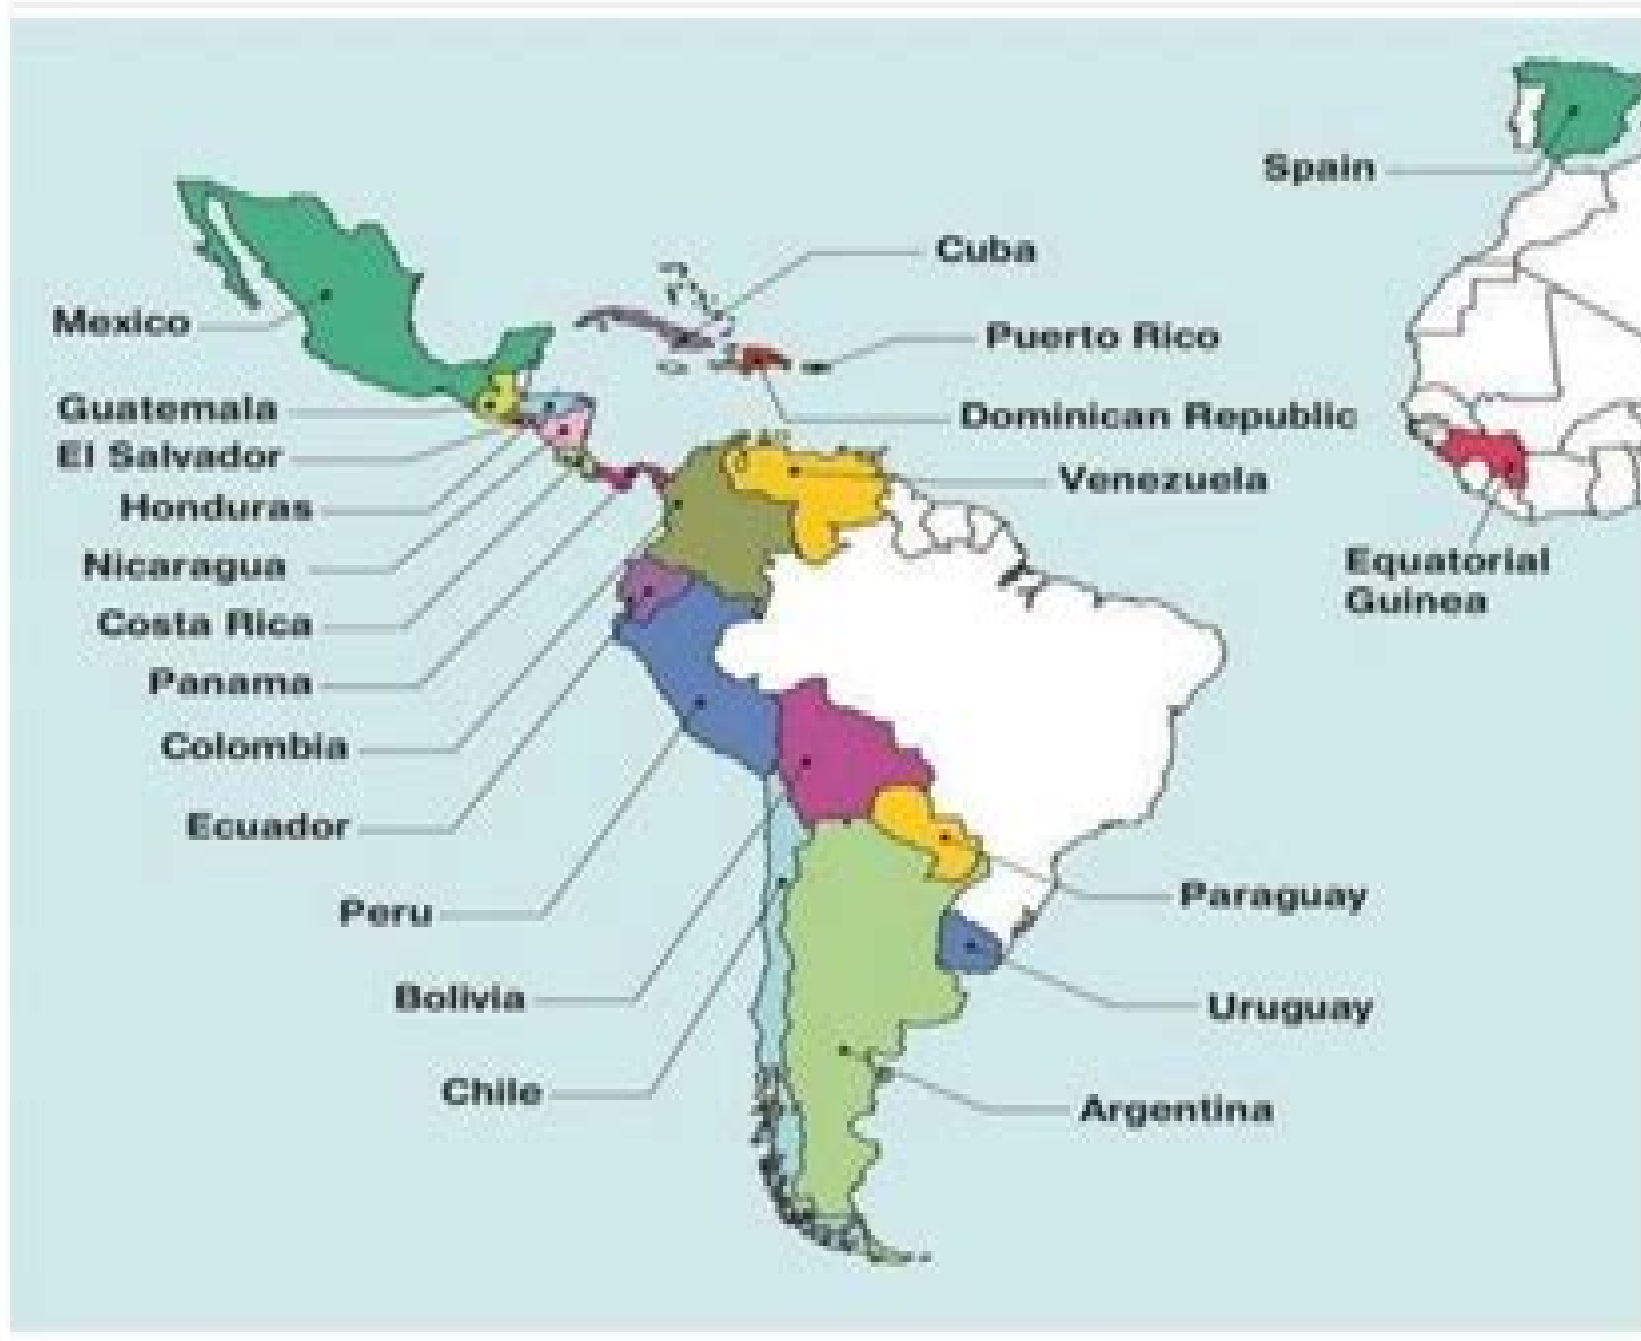 Spain
Cuba
Mexico
Puerto Rico
Guatemala
Dominican Republic
El Salvador
Venezuela
Honduras
Nicaragua
Equatorial
Guinea
Costa Rica
Panama
Colombia
Ecuador
Peru
Paraguay
Bolivia
Uruguay
Chile
Argentina